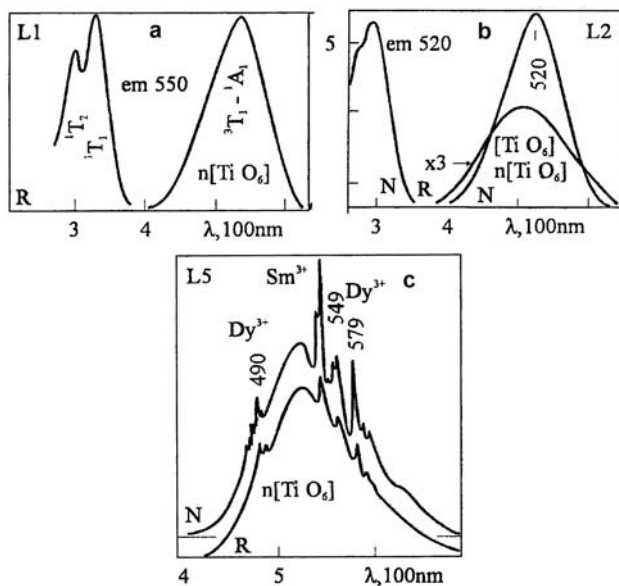 L1 a
em 550
¹T₂
¹T₁
³T₁ - ¹A₁
n[Ti O₆]
R
3 4 λ,100nm
b L2
5
em 520
520
[Ti O₆]
n[Ti O₆]
x3→
N R N
3 4 λ,100nm
L5 Sm³⁺ c
Dy³⁺ Dy³⁺
490 549 579
n[Ti O₆]
N
R
4 5 λ,100nm